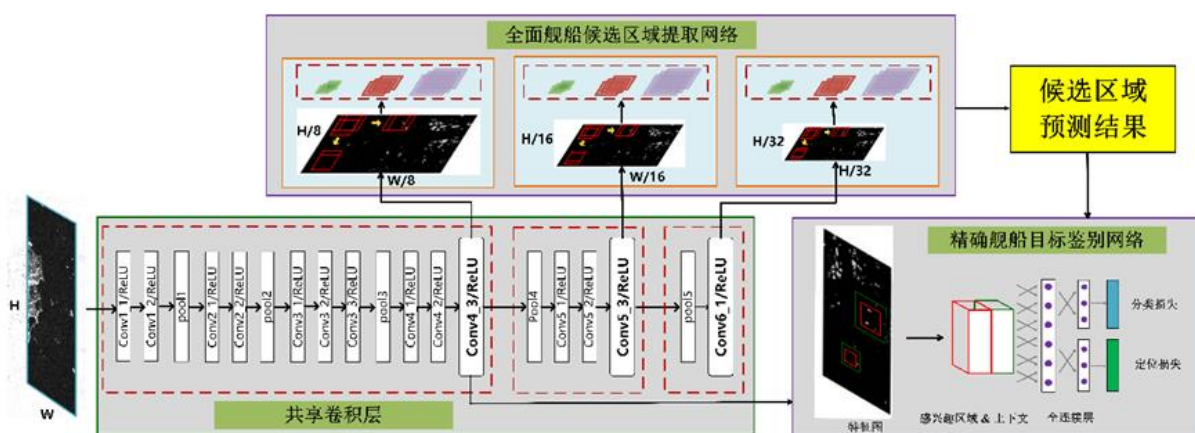 全面舰船候选区域提取网络
H/8
W/8
H/16
W/16
H/32
H/32
候选区域
预测结果
H
W
Conv1_1/ReLU
Conv1_2/ReLU
pool1
Conv2_1/ReLU
Conv2_2/ReLU
pool2
Conv3_1/ReLU
Conv3_2/ReLU
Conv3_3/ReLU
pool3
Conv4_1/ReLU
Conv4_2/ReLU
Conv4_3/ReLU
Pool4
Conv5_1/ReLU
Conv5_2/ReLU
Conv5_3/ReLU
pool5
Conv6_1/ReLU
共享卷积层
精确舰船目标鉴别网络
分类损失
定位损失
特征图
感兴趣区域 & 上下文
全连接层